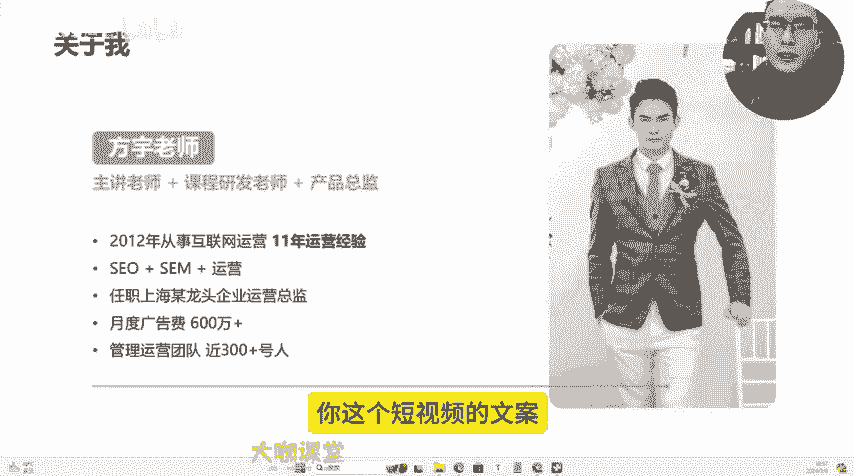 关于我
方宇老师
主讲老师 + 课程研发老师 + 产品总监
• 2012年从事互联网运营 11年运营经验
• SEO + SEM + 运营
• 任职上海某龙头企业运营总监
• 月度广告费 600万+
• 管理运营团队 近300+号人
你这个短视频的文案
大咖课堂